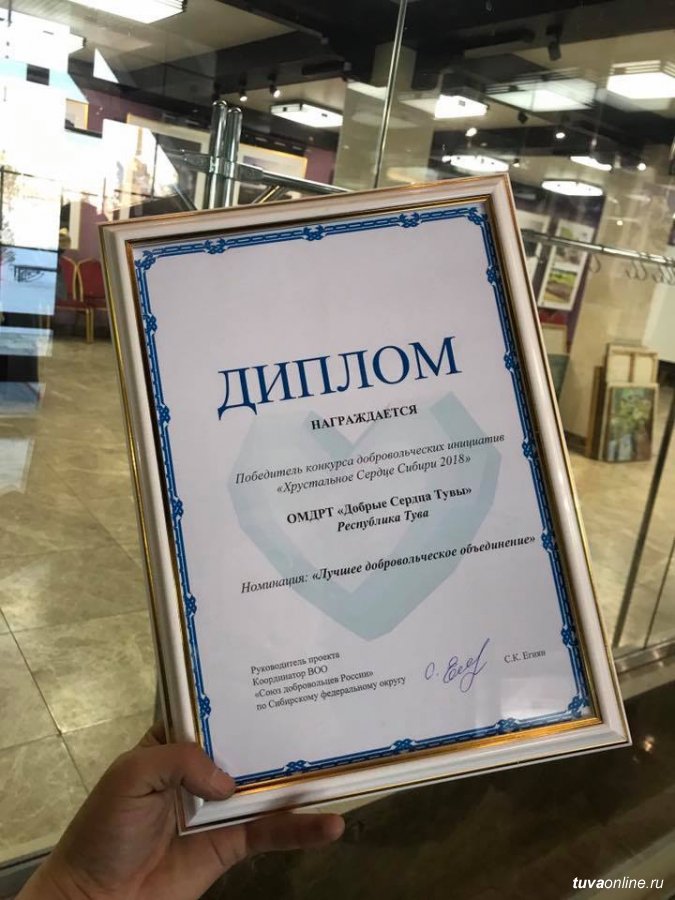 ДИПЛОМ
НАГРАЖДАЕТСЯ
Победитель конкурса добровольческих инициатив
«Хрустальное Сердце Сибири 2018»
ОМДРТ «Добрые Сердца Тувы»
Республика Тува
Номинация: «Лучшее добровольческое объединение»
Руководитель проекта
Координатор ВОО
«Союз добровольцев России»
по Сибирскому федеральному округу
С.К. Егиян
tuvaonline.ru